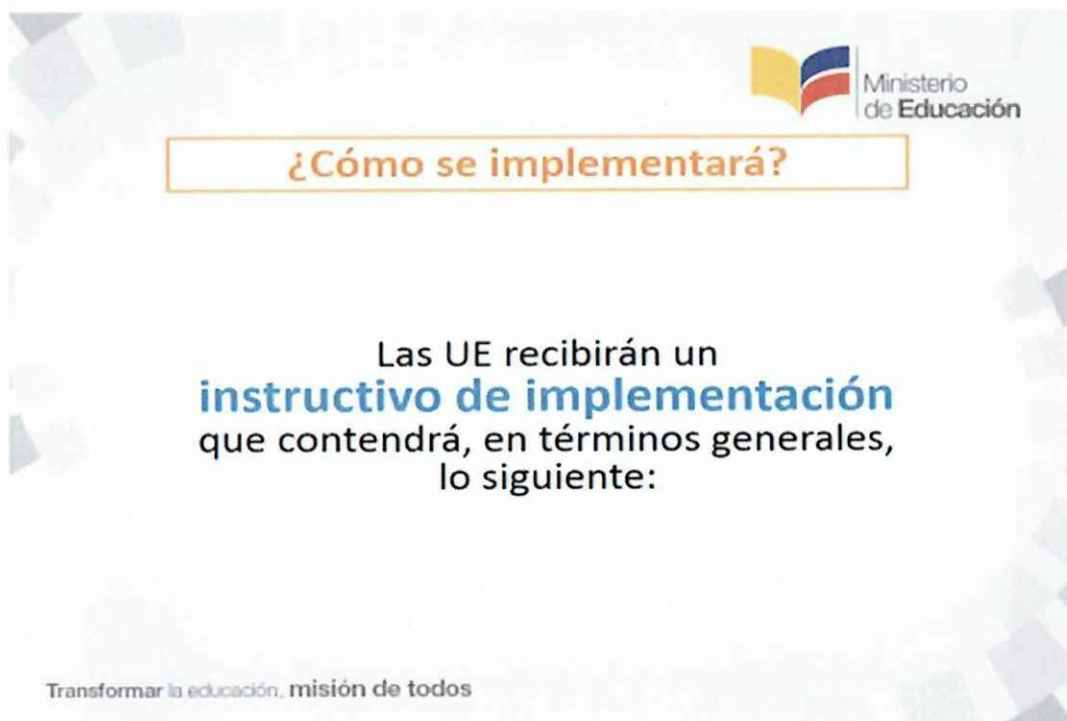 Ministerio
de Educación
¿Cómo se implementará?
Las UE recibirán un
instructivo de implementación
que contendrá, en términos generales,
lo siguiente:
Transformar la educación, misión de todos